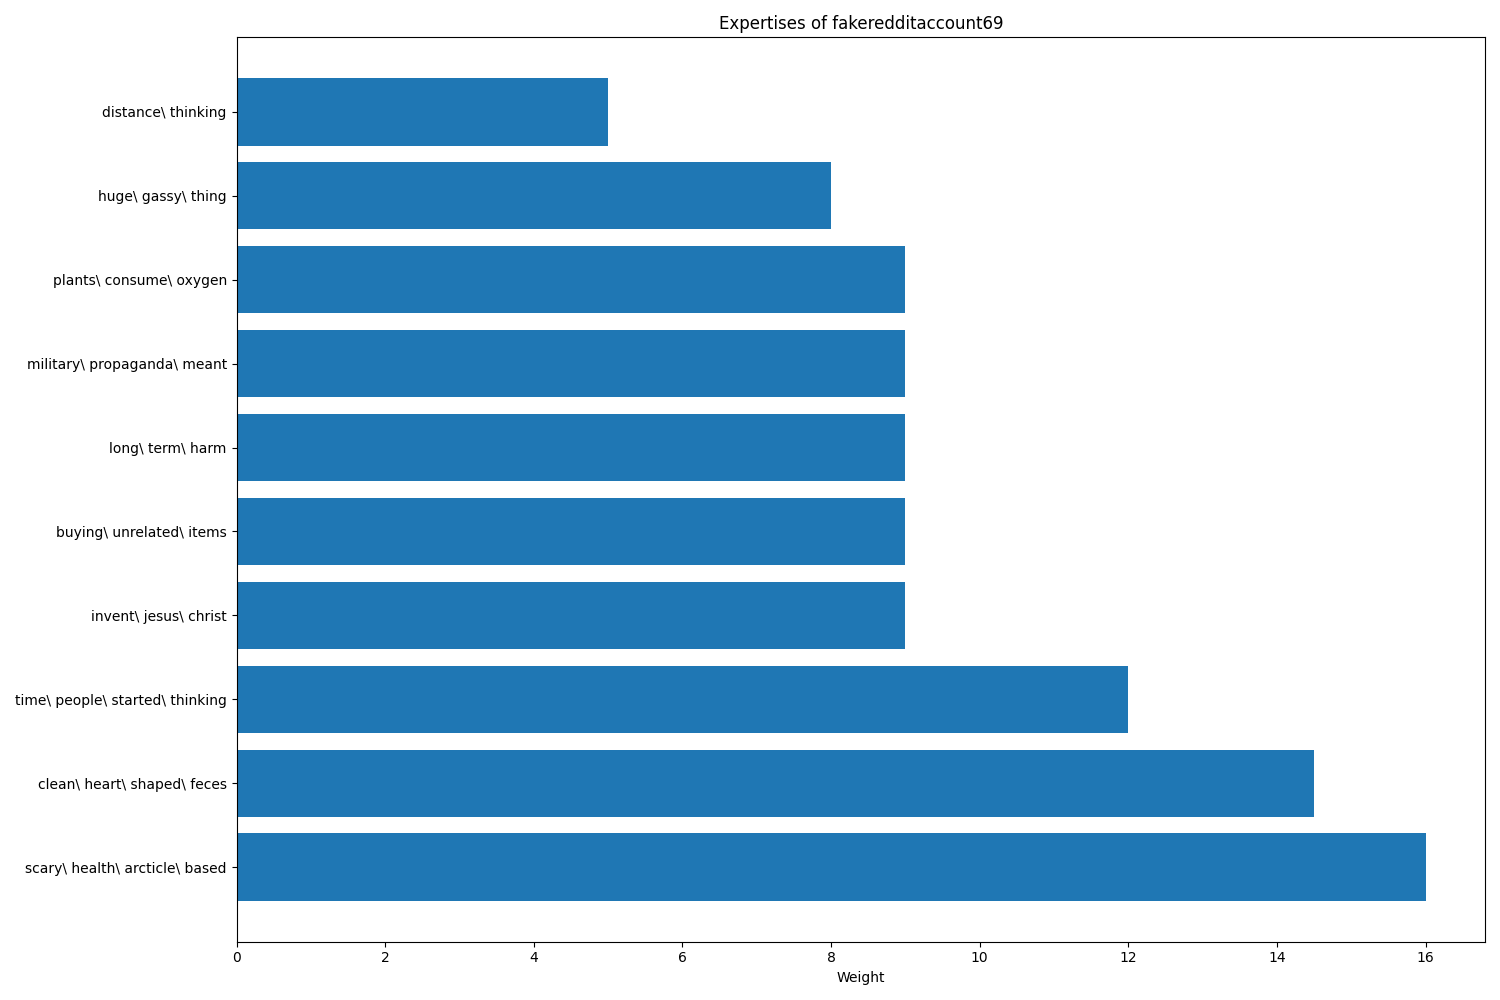 Expertises of fakeredditaccount69
distance\ thinking
huge\ gassy\ thing
plants\ consume\ oxygen
military\ propaganda\ meant
long\ term\ harm
buying\ unrelated\ items
invent\ jesus\ christ
time\ people\ started\ thinking
clean\ heart\ shaped\ feces
scary\ health\ arcticle\ based
0 2 4 6 8 10 12 14 16
Weight